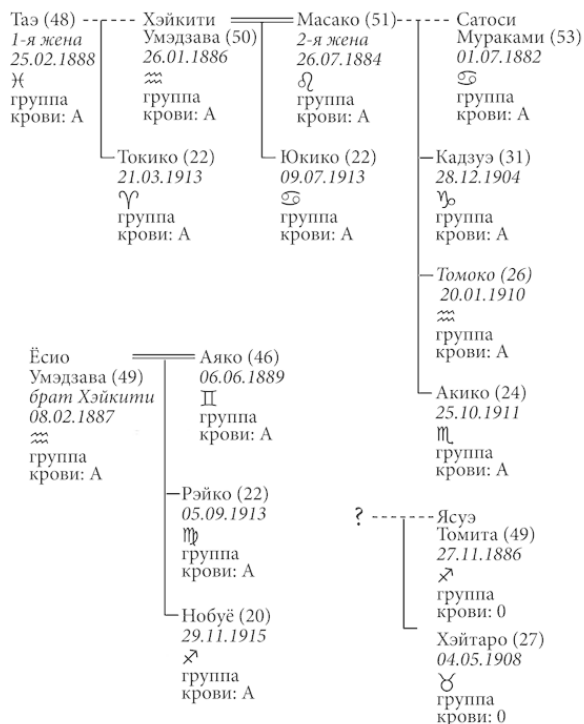 Таэ (48)
1-я жена
25.02.1888
♓
группа
крови: А
Хэйкити
Умэдзава (50)
26.01.1886
♒
группа
крови: А
Масако (51)
2-я жена
26.07.1884
♌
группа
крови: А
Сатоси
Мураками (53)
01.07.1882
♋
группа
крови: А
Токико (22)
21.03.1913
♈
группа
крови: А
Юкико (22)
09.07.1913
♋
группа
крови: А
Кадзуэ (31)
28.12.1904
♑
группа
крови: А
Томоко (26)
20.01.1910
♒
группа
крови: А
Акико (24)
25.10.1911
♏
группа
крови: А
Ёсио
Умэдзава (49)
брат Хэйкити
08.02.1887
♒
группа
крови: А
Аяко (46)
06.06.1889
♊
группа
крови: А
Рэйко (22)
05.09.1913
♍
группа
крови: А
Нобуё (20)
29.11.1915
♐
группа
крови: А
?
Ясуэ
Томита (49)
27.11.1886
♐
группа
крови: 0
Хэйтаро (27)
04.05.1908
♉
группа
крови: 0